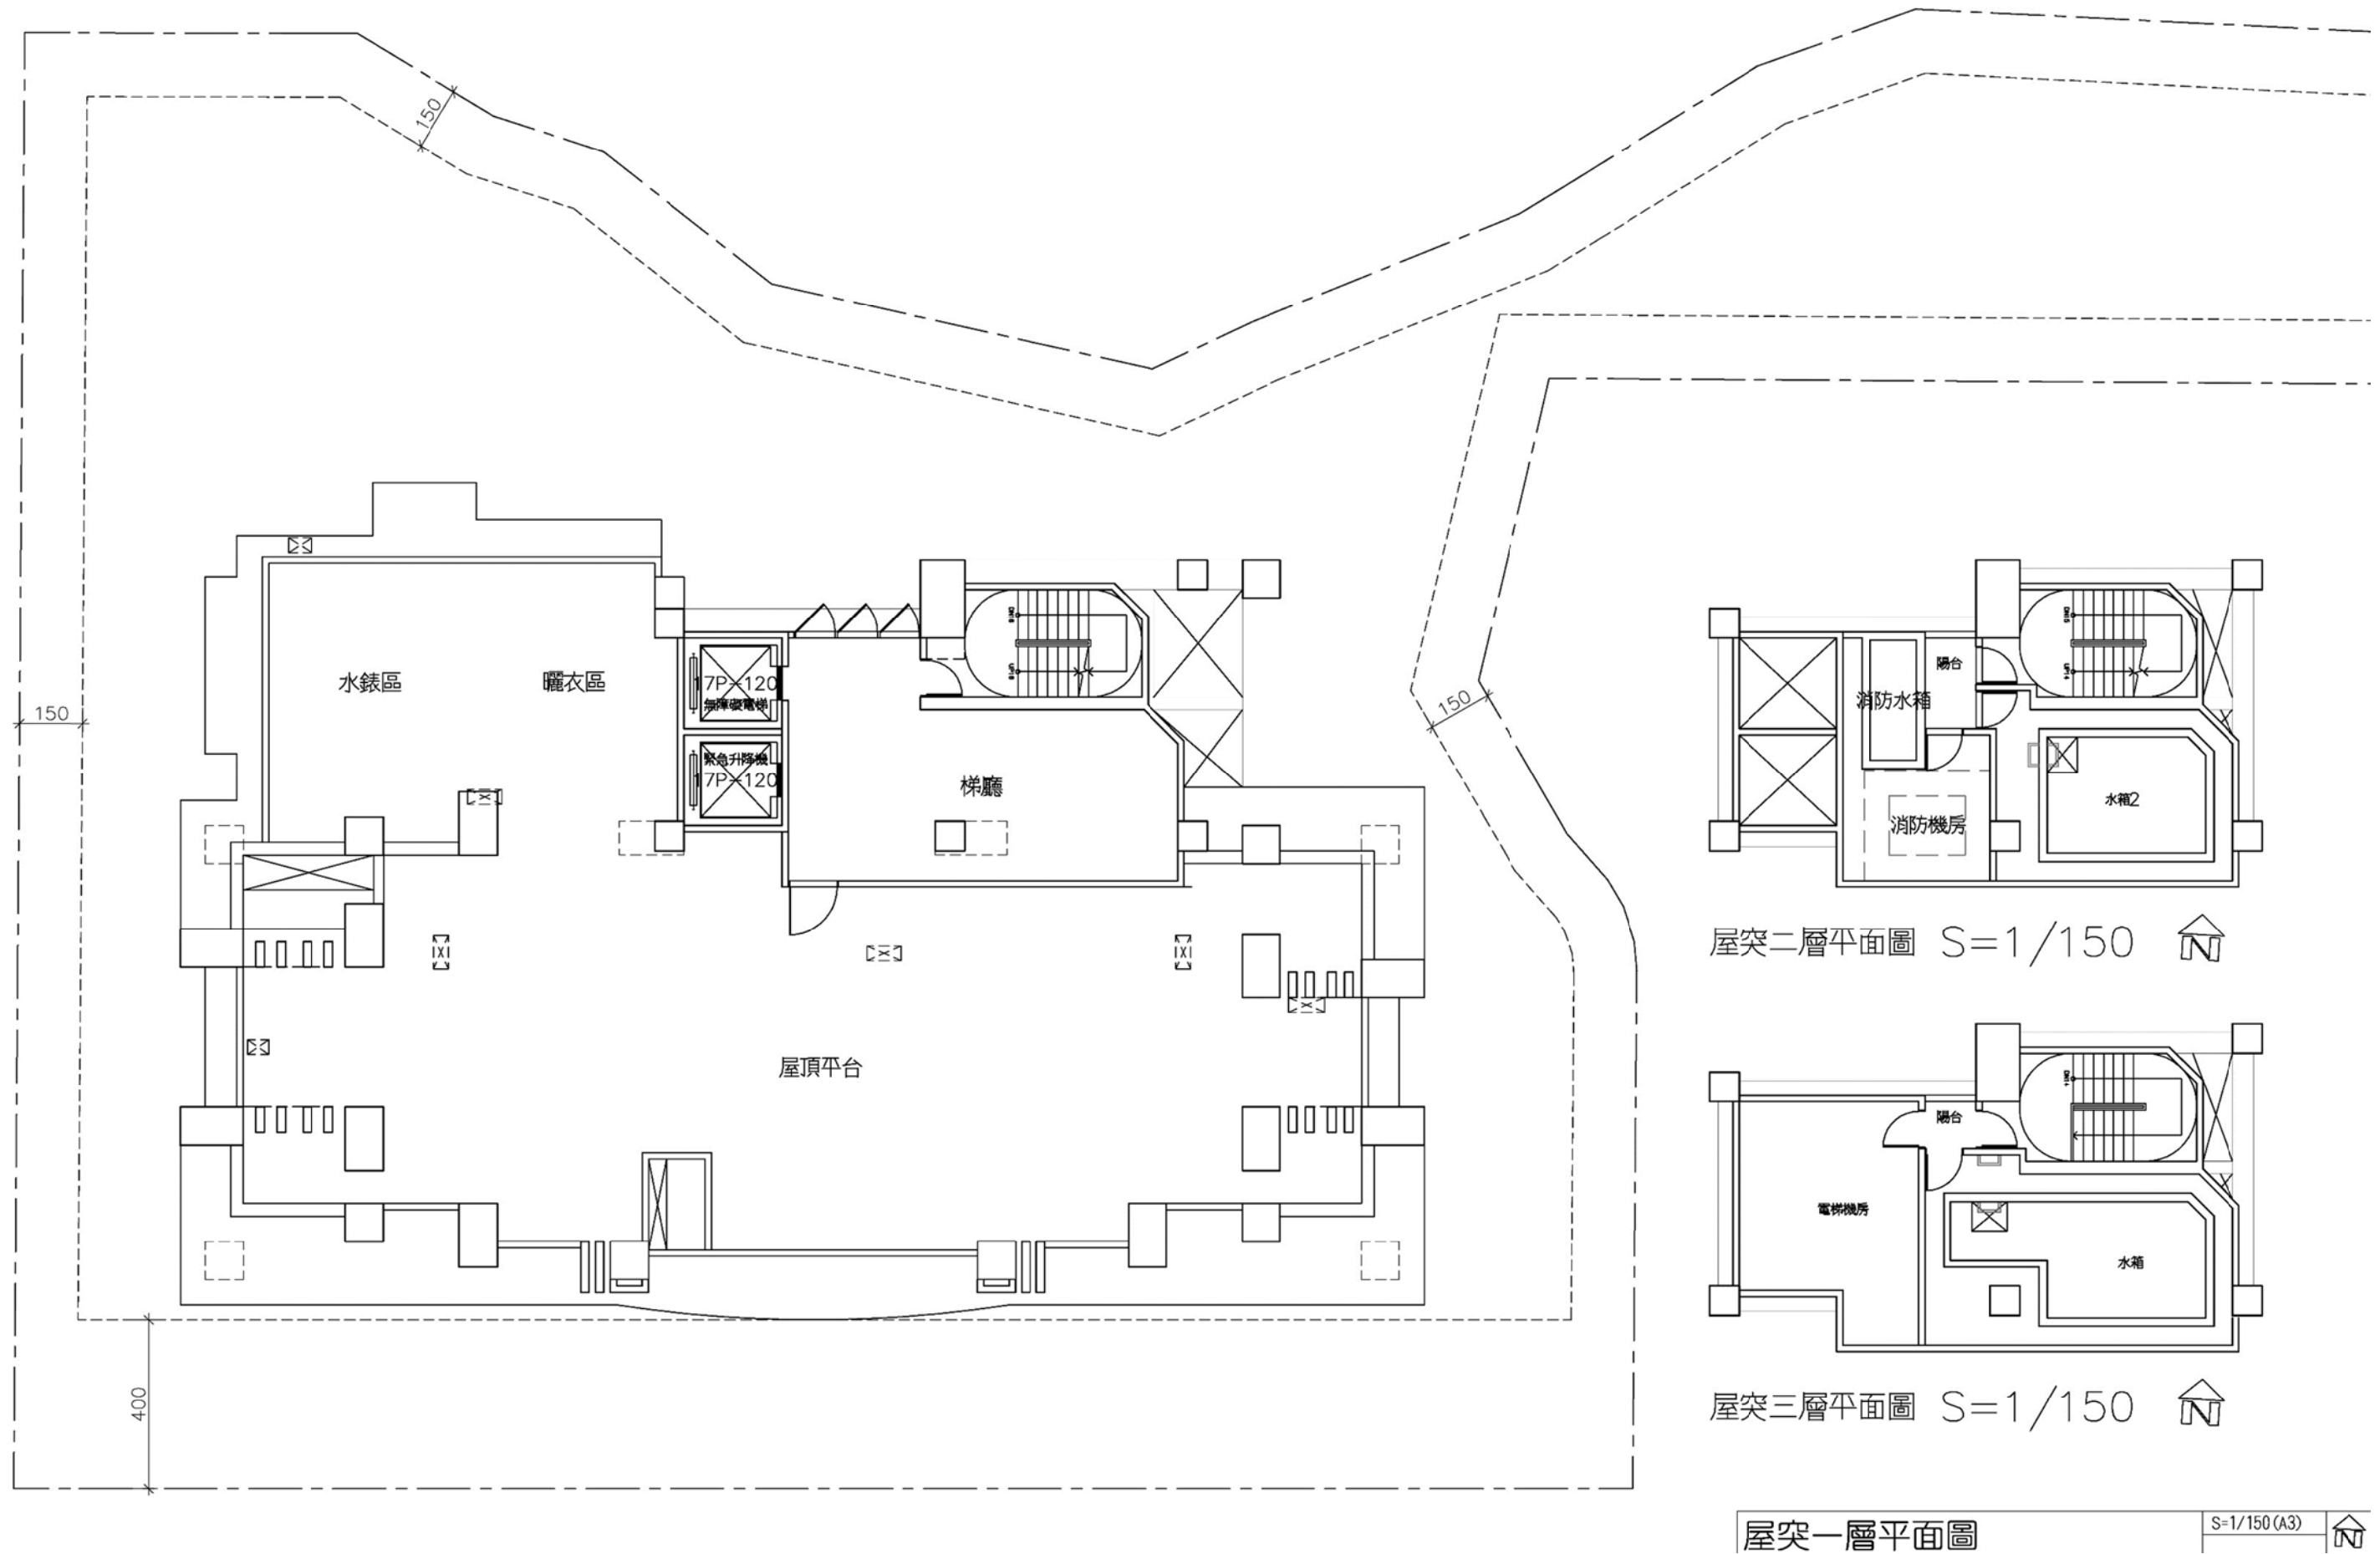 150
150
水錶區
曬衣區
17P-120
無障礙電梯
緊急升降機
17P-120
梯廳
150
150
400
屋頂平台
陽台
消防水箱
消防機房
水箱2
屋突二層平面圖 S=1/150 N
陽台
電梯機房
水箱
屋突三層平面圖 S=1/150 N
屋突一層平面圖
S=1/150(A3)
N